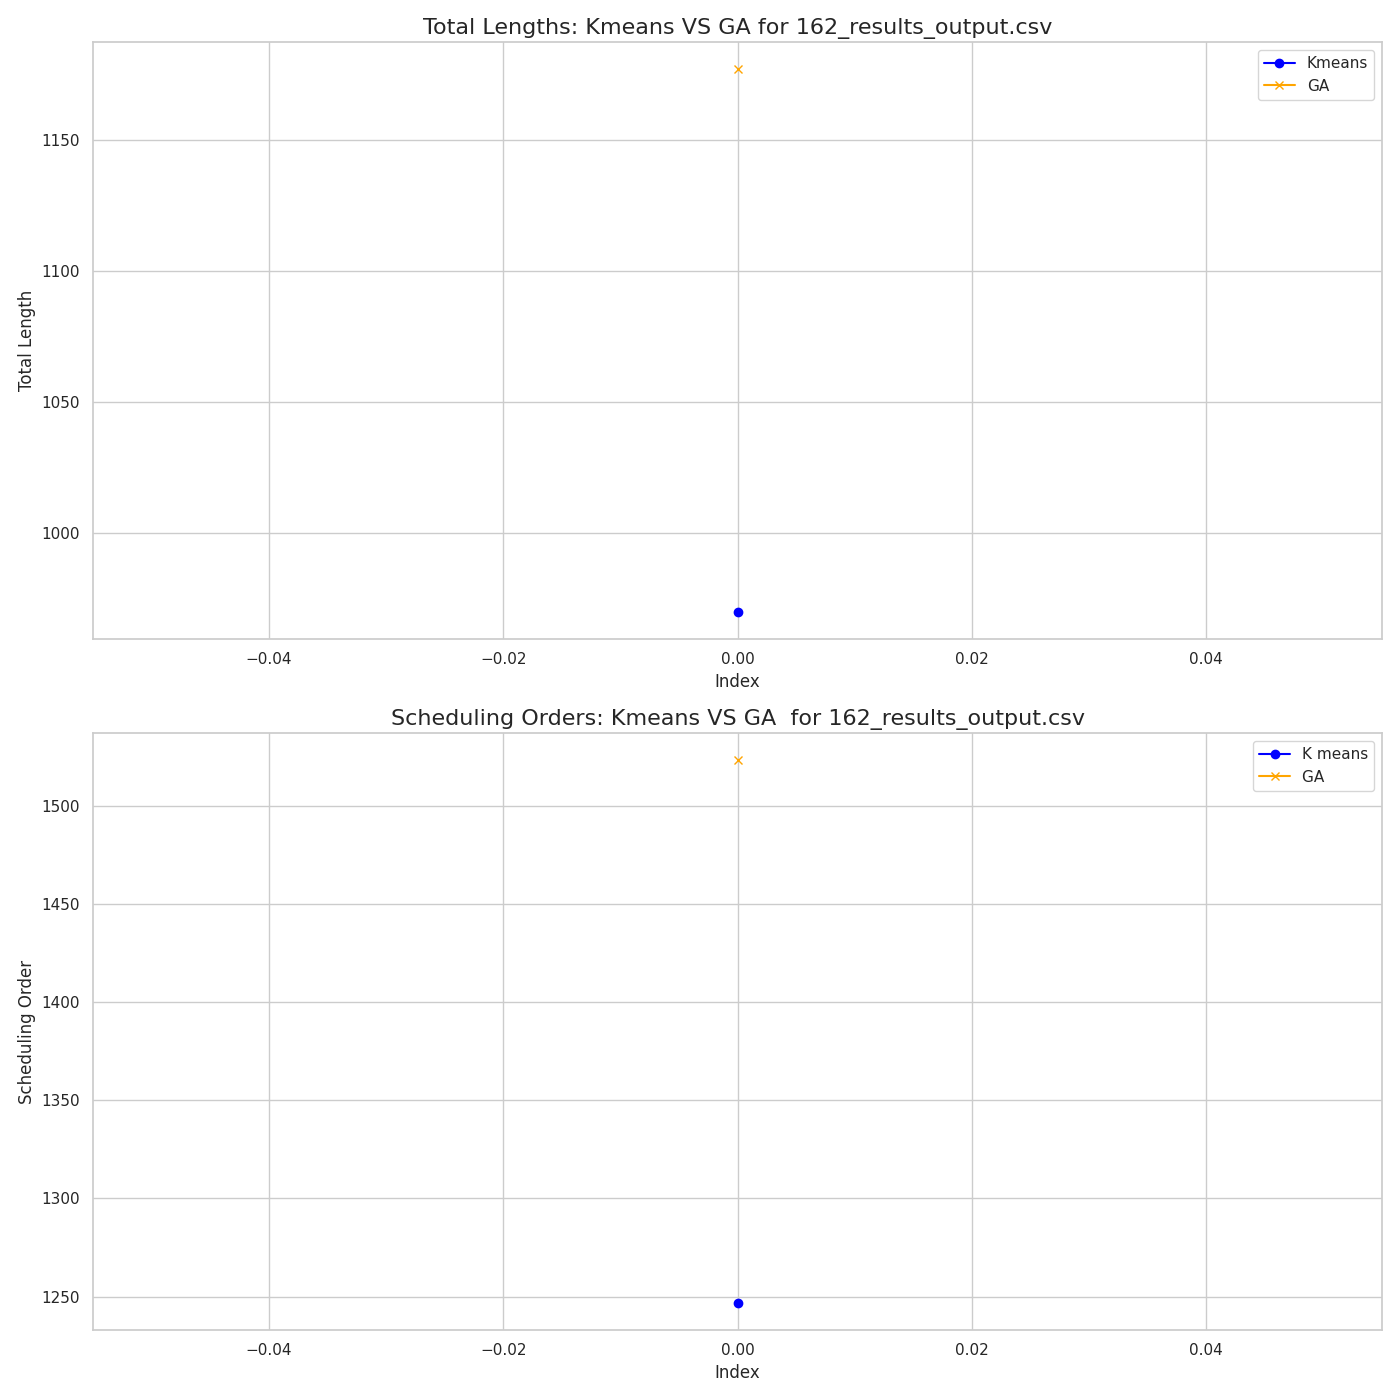 Total Lengths: Kmeans VS GA for 162_results_output.csv
Kmeans
GA
1150
1100
1050
1000
Total Length
−0.04
−0.02
0.00
0.02
0.04
Index
Scheduling Orders: Kmeans VS GA  for 162_results_output.csv
K means
GA
1500
1450
1400
1350
1300
1250
Scheduling Order
−0.04
−0.02
0.00
0.02
0.04
Index